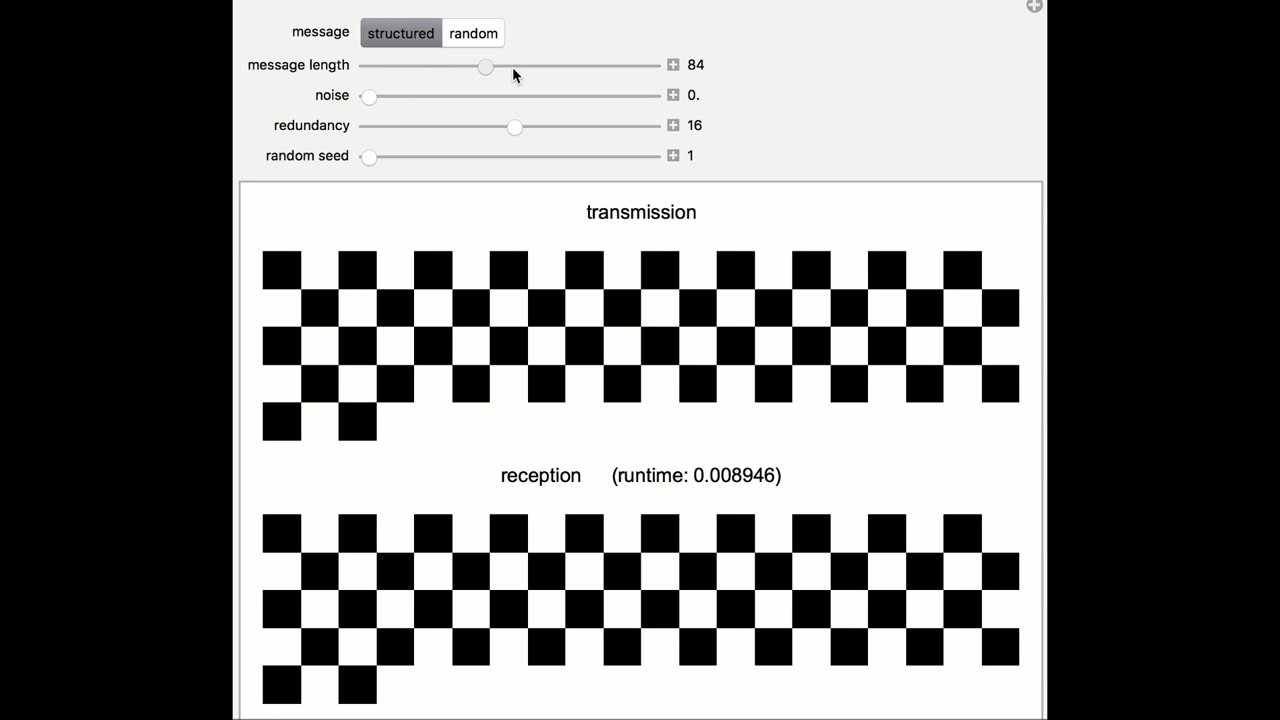 message structured random
message length 84
noise 0.
redundancy 16
random seed 1
transmission
reception (runtime: 0.008946)